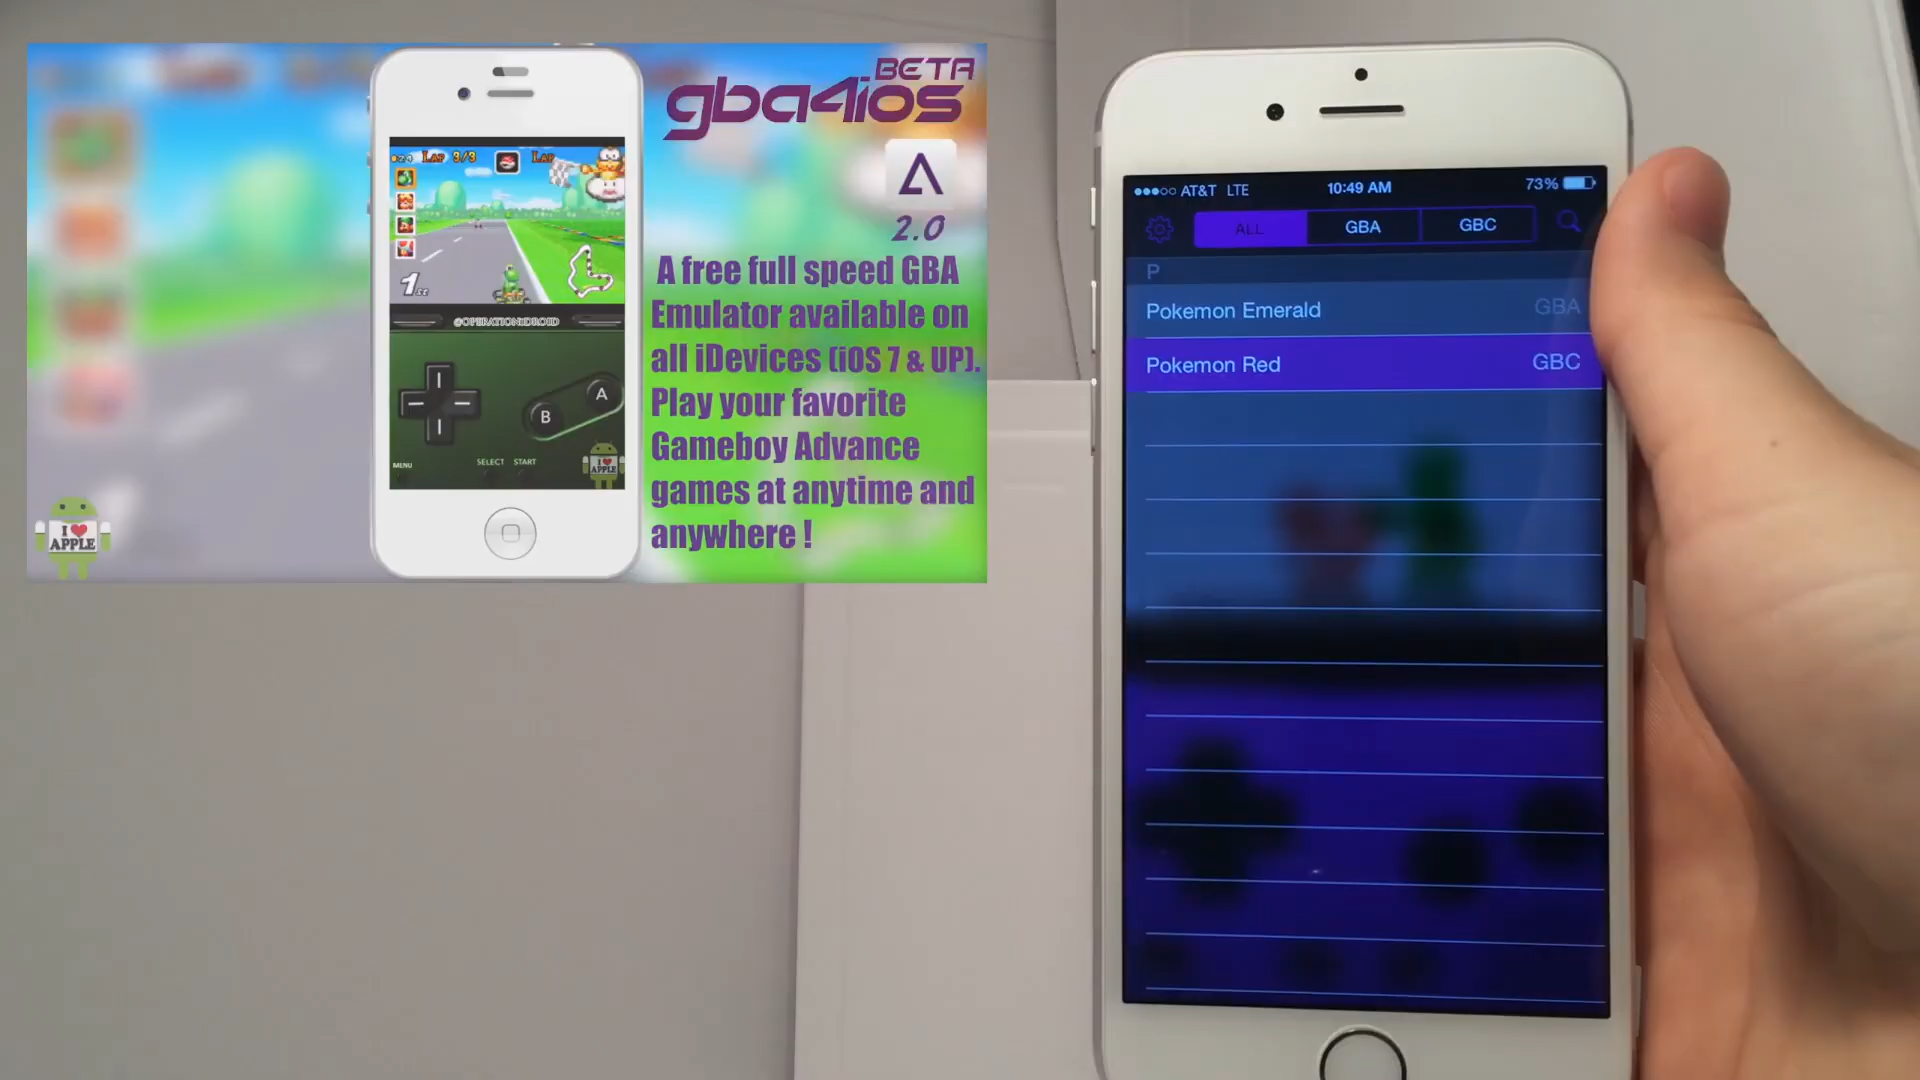 BETA
gba4ios
2.0
A free full speed GBA
Emulator available on
all iDevices (iOS 7 & UP).
Play your favorite
Gameboy Advance
games at anytime and
anywhere !
LAP 3/3
LAP
1st
@OPERATIONIDROID
A
B
SELECT START
MENU
I ❤ APPLE
I ❤ APPLE
AT&T LTE 10:49 AM 73%
ALL GBA GBC
P
Pokemon Emerald GBA
Pokemon Red GBC